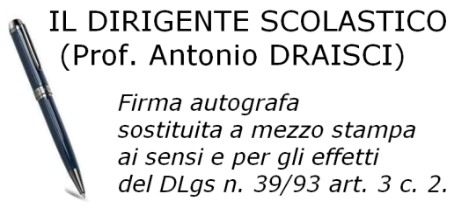 IL DIRIGENTE SCOLASTICO
(Prof. Antonio DRAISCI)
Firma autografa
sostituita a mezzo stampa
ai sensi e per gli effetti
del DLgs n. 39/93 art. 3 c. 2.